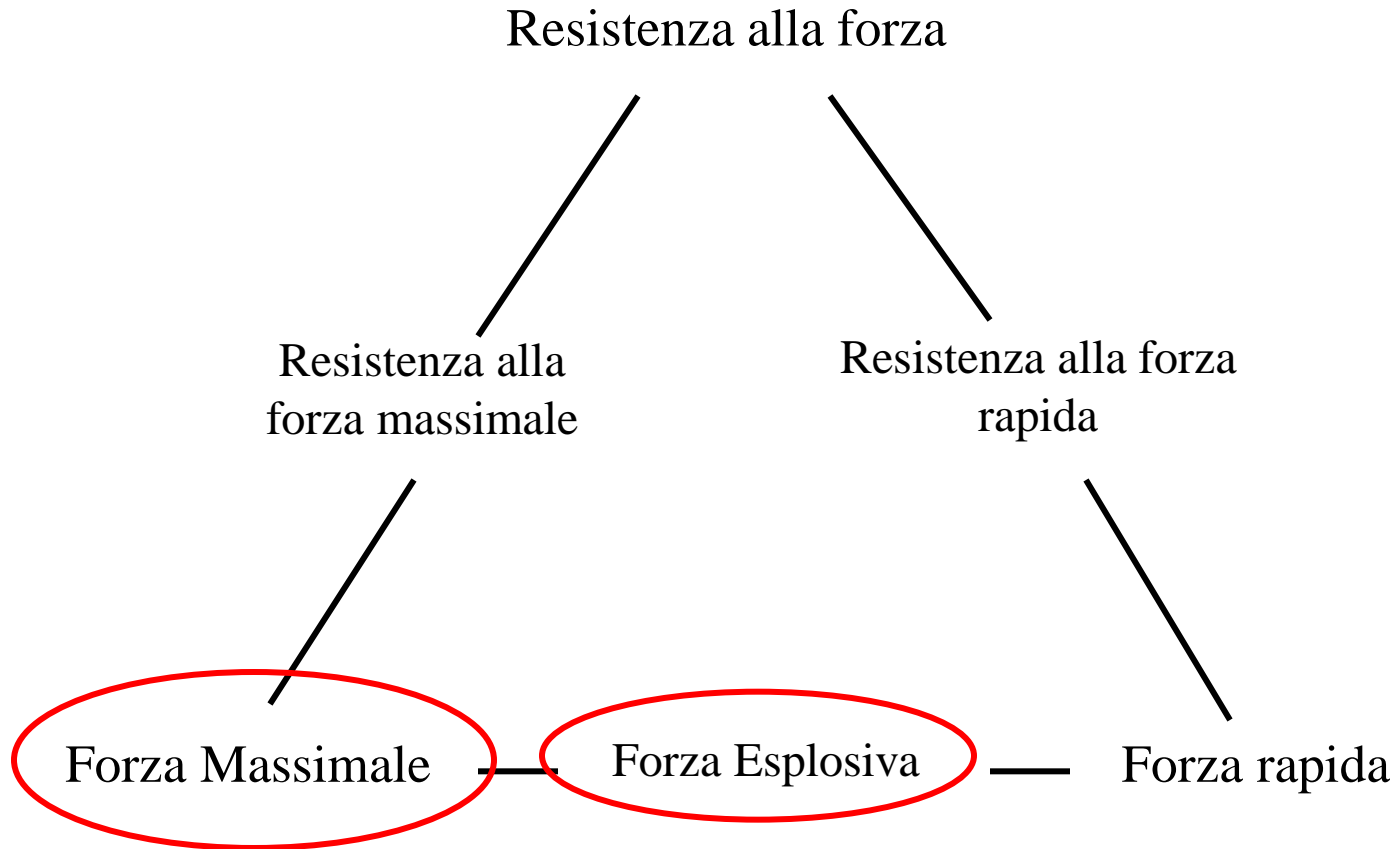 Resistenza alla forza
Resistenza alla
forza massimale
Resistenza alla forza
rapida
Forza Massimale
Forza Esplosiva
Forza rapida